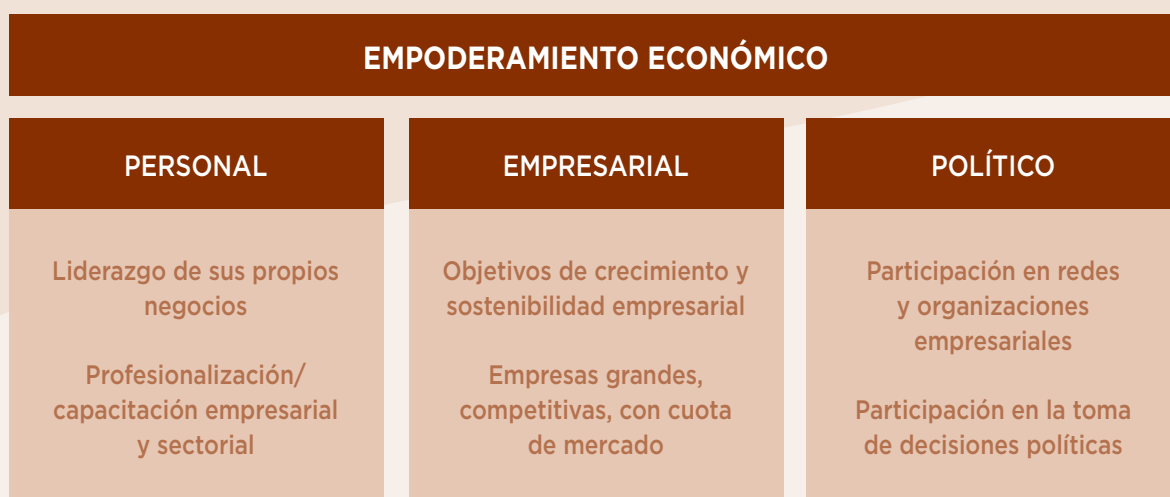 EMPODERAMIENTO ECONÓMICO
PERSONAL
Liderazgo de sus propios
negocios
Profesionalización/
capacitación empresarial
y sectorial
EMPRESARIAL
Objetivos de crecimiento y
sostenibilidad empresarial
Empresas grandes,
competitivas, con cuota
de mercado
POLÍTICO
Participación en redes
y organizaciones
empresariales
Participación en la toma
de decisiones políticas